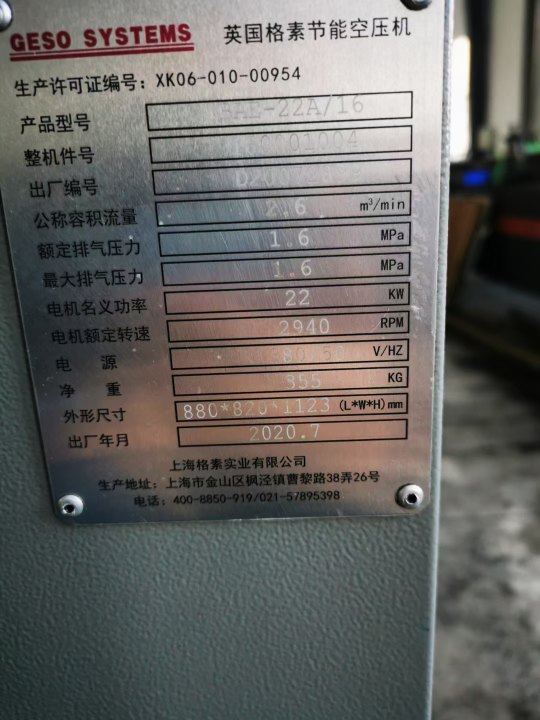 GESO SYSTEMS 英国格素节能空压机
生产许可证编号: XK06-010-00954
产品型号
整机件号
出厂编号
公称容积流量 2.6 m³/min
额定排气压力 1.6 MPa
最大排气压力 1.6 MPa
电机名义功率 22 KW
电机额定转速 2940 RPM
电 源 V/HZ
净 重 355 KG
外形尺寸 880*820*1123 (L*W*H)mm
出厂年月 2020.7
上海格素实业有限公司
生产地址: 上海市金山区枫泾镇曹黎路38弄26号
电话: 400-8850-919/021-57895398